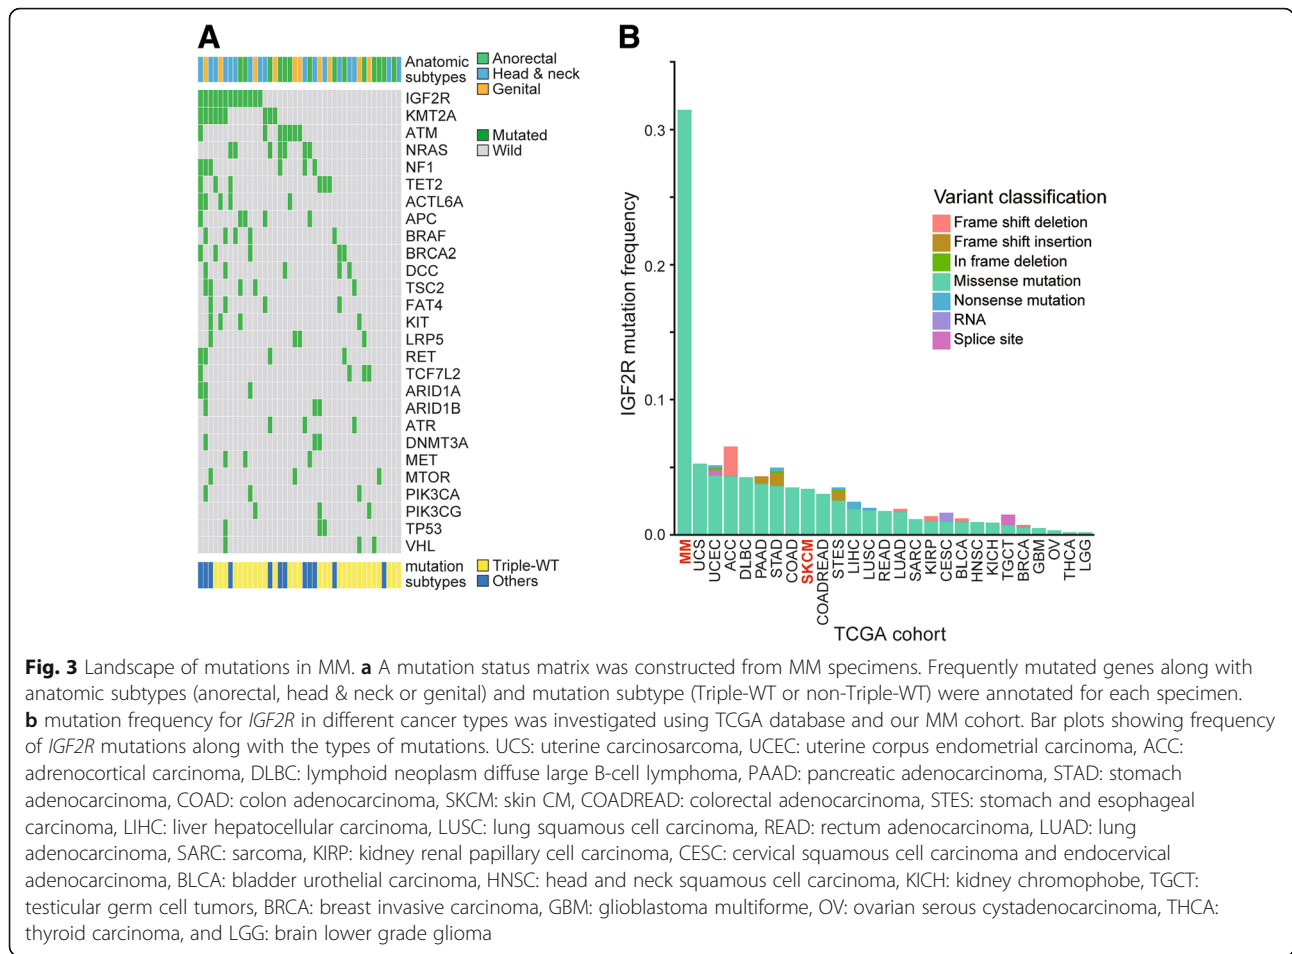 A
Anatomic
subtypes
Anorectal
Head & neck
Genital
IGF2R
KMT2A
ATM
NRAS
NF1
TET2
ACTL6A
APC
BRAF
BRCA2
DCC
TSC2
FAT4
KIT
LRP5
RET
TCF7L2
ARID1A
ARID1B
ATR
DNMT3A
MET
MTOR
PIK3CA
PIK3CG
TP53
VHL
Mutated
Wild
mutation
subtypes
Triple-WT
Others
B
IGF2R mutation frequency
0.3
0.2
0.1
0.0
Variant classification
Frame shift deletion
Frame shift insertion
In frame deletion
Missense mutation
Nonsense mutation
RNA
Splice site
MM
UCS
UCEC
ACC
DLBC
PAAD
STAD
COAD
SKCM
COADREAD
STES
LIHC
LUSC
READ
LUAD
SARC
KIRP
CESC
BLCA
HNSC
KICH
TGCT
BRCA
GBM
OV
THCA
LGG
TCGA cohort
Fig. 3 Landscape of mutations in MM. a A mutation status matrix was constructed from MM specimens. Frequently mutated genes along with
anatomic subtypes (anorectal, head & neck or genital) and mutation subtype (Triple-WT or non-Triple-WT) were annotated for each specimen.
b mutation frequency for IGF2R in different cancer types was investigated using TCGA database and our MM cohort. Bar plots showing frequency
of IGF2R mutations along with the types of mutations. UCS: uterine carcinosarcoma, UCEC: uterine corpus endometrial carcinoma, ACC:
adrenocortical carcinoma, DLBC: lymphoid neoplasm diffuse large B-cell lymphoma, PAAD: pancreatic adenocarcinoma, STAD: stomach
adenocarcinoma, COAD: colon adenocarcinoma, SKCM: skin CM, COADREAD: colorectal adenocarcinoma, STES: stomach and esophageal
carcinoma, LIHC: liver hepatocellular carcinoma, LUSC: lung squamous cell carcinoma, READ: rectum adenocarcinoma, LUAD: lung
adenocarcinoma, SARC: sarcoma, KIRP: kidney renal papillary cell carcinoma, CESC: cervical squamous cell carcinoma and endocervical
adenocarcinoma, BLCA: bladder urothelial carcinoma, HNSC: head and neck squamous cell carcinoma, KICH: kidney chromophobe, TGCT:
testicular germ cell tumors, BRCA: breast invasive carcinoma, GBM: glioblastoma multiforme, OV: ovarian serous cystadenocarcinoma, THCA:
thyroid carcinoma, and LGG: brain lower grade glioma